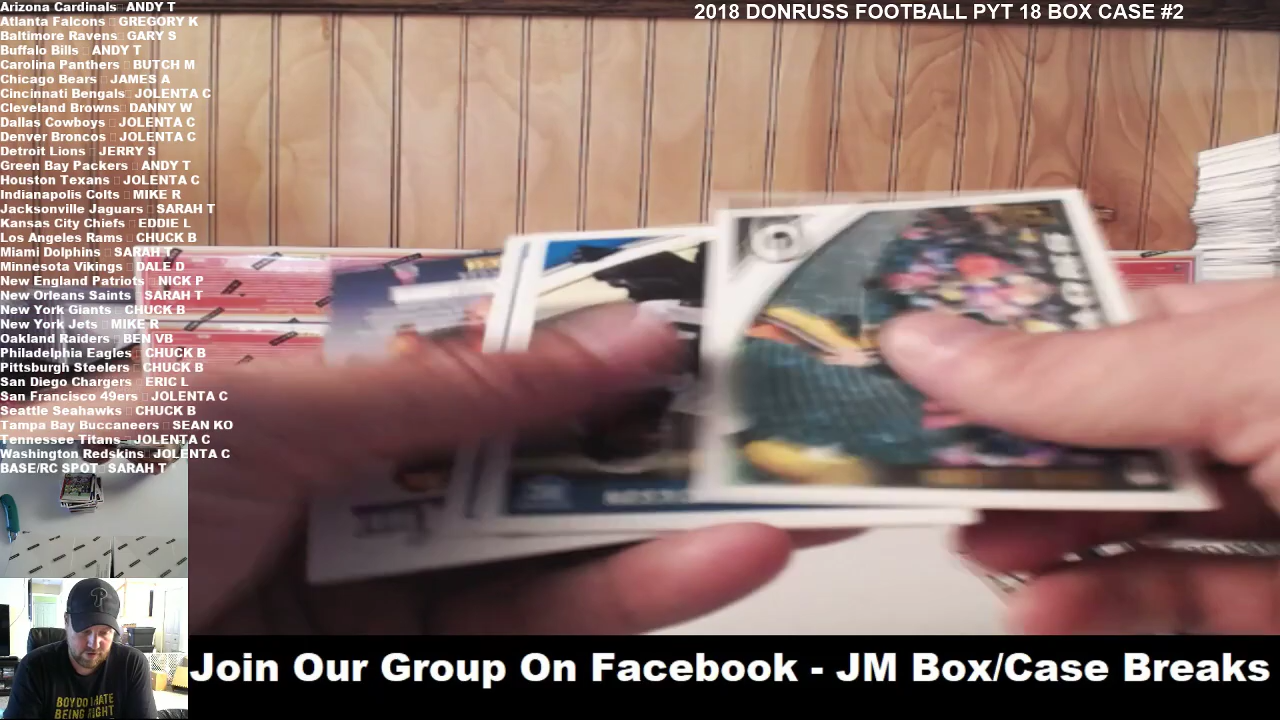 2018 DONRUSS FOOTBALL PYT 18 BOX CASE #2
Arizona Cardinals ANDY T
Atlanta Falcons GREGORY K
Baltimore Ravens GARY S
Buffalo Bills ANDY T
Carolina Panthers BUTCH M
Chicago Bears JAMES A
Cincinnati Bengals JOLENTA C
Cleveland Browns DANNY W
Dallas Cowboys JOLENTA C
Denver Broncos JOLENTA C
Detroit Lions JERRY S
Green Bay Packers ANDY T
Houston Texans JOLENTA C
Indianapolis Colts MIKE R
Jacksonville Jaguars SARAH T
Kansas City Chiefs EDDIE L
Los Angeles Rams CHUCK B
Miami Dolphins SARAH T
Minnesota Vikings DALE D
New England Patriots NICK P
New Orleans Saints SARAH T
New York Giants CHUCK B
New York Jets MIKE R
Oakland Raiders BEN VB
Philadelphia Eagles CHUCK B
Pittsburgh Steelers CHUCK B
San Diego Chargers ERIC L
San Francisco 49ers JOLENTA C
Seattle Seahawks CHUCK B
Tampa Bay Buccaneers SEAN KO
Tennessee Titans JOLENTA C
Washington Redskins JOLENTA C
BASE/RC SPOT SARAH T
BOY DO I HATE
BEING RIGHT
Join Our Group On Facebook - JM Box/Case Breaks